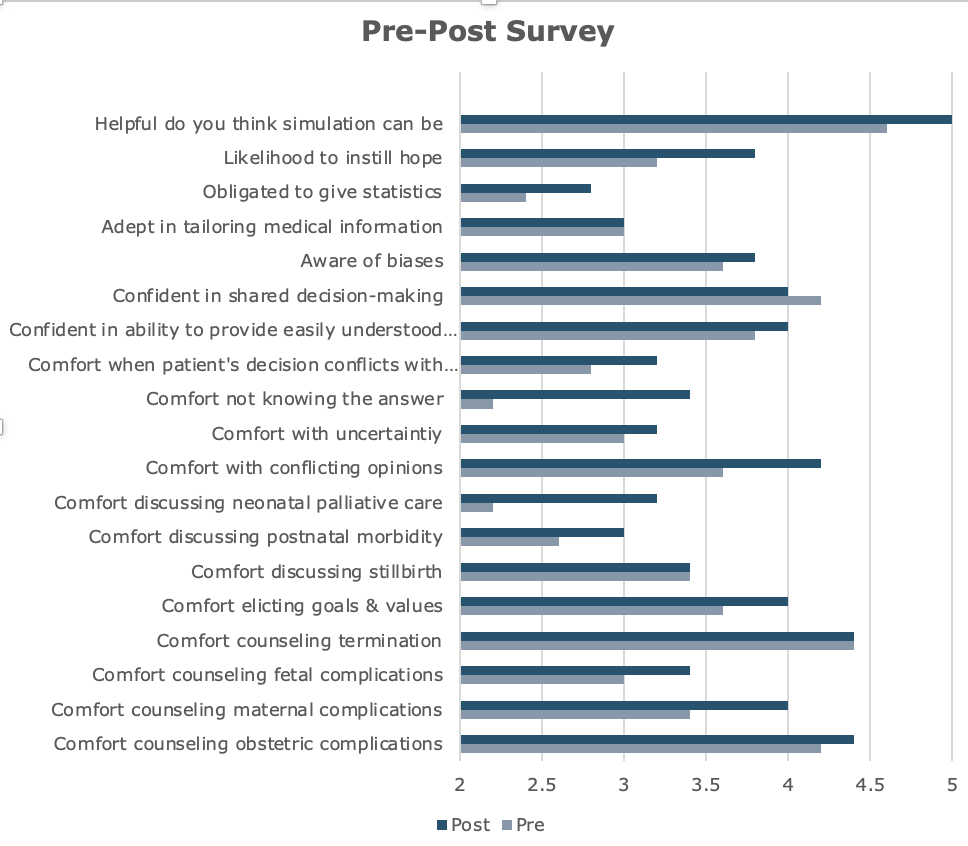 Pre-Post Survey
Helpful do you think simulation can be
Likelihood to instill hope
Obligated to give statistics
Adept in tailoring medical information
Aware of biases
Confident in shared decision-making
Confident in ability to provide easily understood...
Comfort when patient's decision conflicts with...
Comfort not knowing the answer
Comfort with uncertaintiy
Comfort with conflicting opinions
Comfort discussing neonatal palliative care
Comfort discussing postnatal morbidity
Comfort discussing stillbirth
Comfort elicting goals & values
Comfort counseling termination
Comfort counseling fetal complications
Comfort counseling maternal complications
Comfort counseling obstetric complications
2 2.5 3 3.5 4 4.5 5
Post Pre